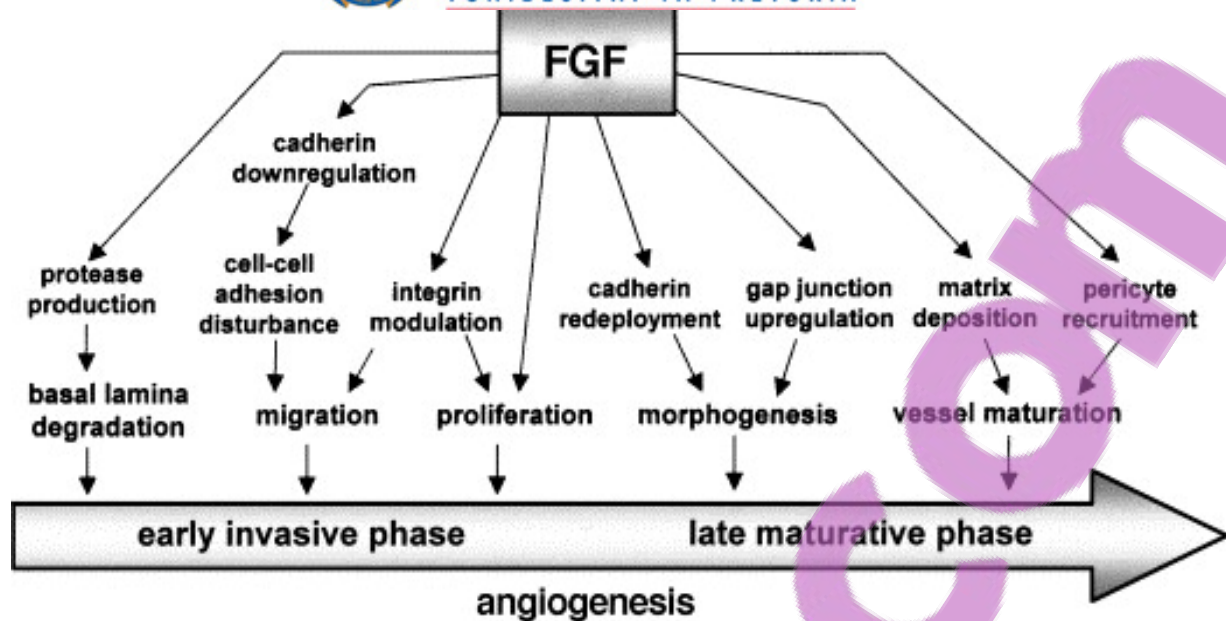 FGF
cadherin
downregulation
protease
production
cell-cell
adhesion
disturbance
integrin
modulation
cadherin
redeployment
gap junction
upregulation
matrix
deposition
pericyte
recruitment
basal lamina
degradation
migration
proliferation
morphogenesis
vessel maturation
early invasive phase
late maturative phase
angiogenesis
com